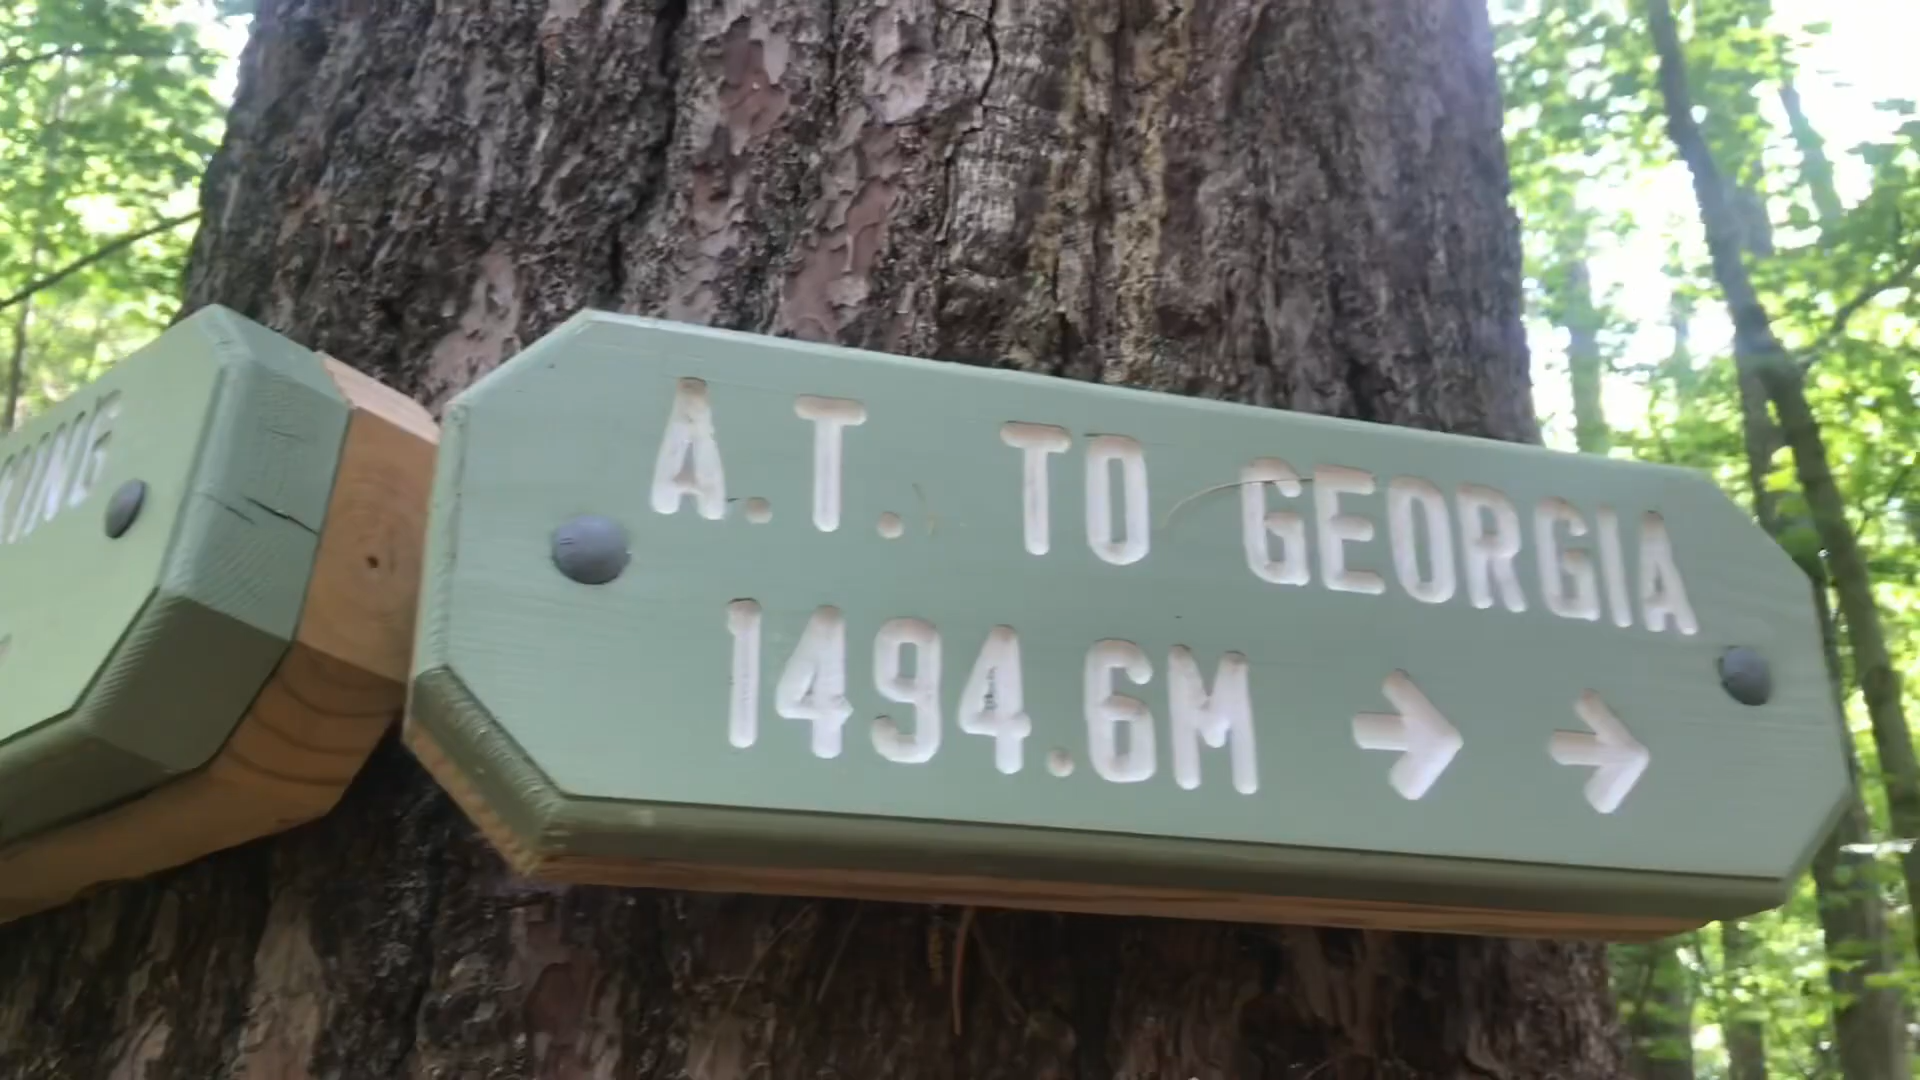 A.T. TO GEORGIA
1494.6M → →